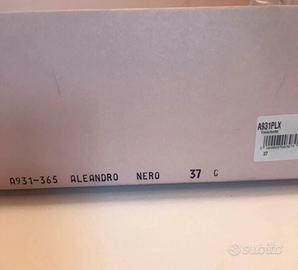 A931PLX
37
A931-365 ALEANDRO NERO 37 G
subito